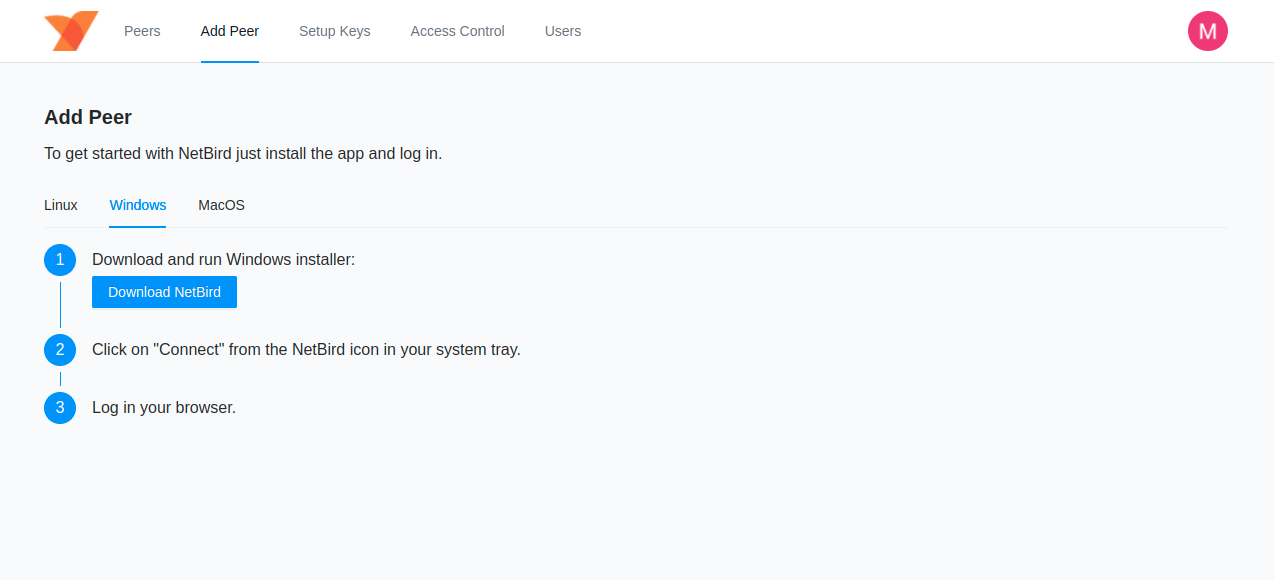 Peers Add Peer Setup Keys Access Control Users M
Add Peer
To get started with NetBird just install the app and log in.
Linux Windows MacOS
1 Download and run Windows installer:
Download NetBird
2 Click on "Connect" from the NetBird icon in your system tray.
3 Log in your browser.